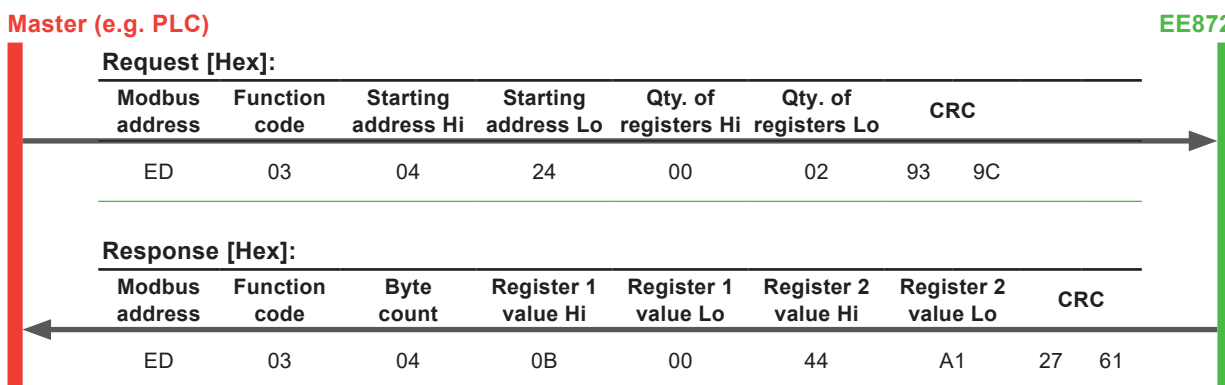 Master (e.g. PLC) EE872
Request [Hex]:
Modbus address Function code Starting address Hi Starting address Lo Qty. of registers Hi Qty. of registers Lo CRC
ED 03 04 24 00 02 93 9C
Response [Hex]:
Modbus address Function code Byte count Register 1 value Hi Register 1 value Lo Register 2 value Hi Register 2 value Lo CRC
ED 03 04 0B 00 44 A1 27 61